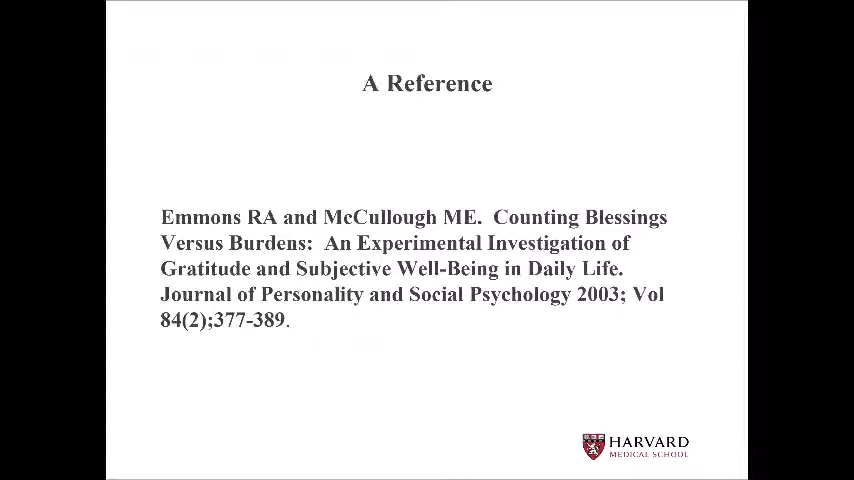 A Reference
Emmons RA and McCullough ME. Counting Blessings
Versus Burdens: An Experimental Investigation of
Gratitude and Subjective Well-Being in Daily Life.
Journal of Personality and Social Psychology 2003; Vol
84(2);377-389.
HARVARD
MEDICAL SCHOOL